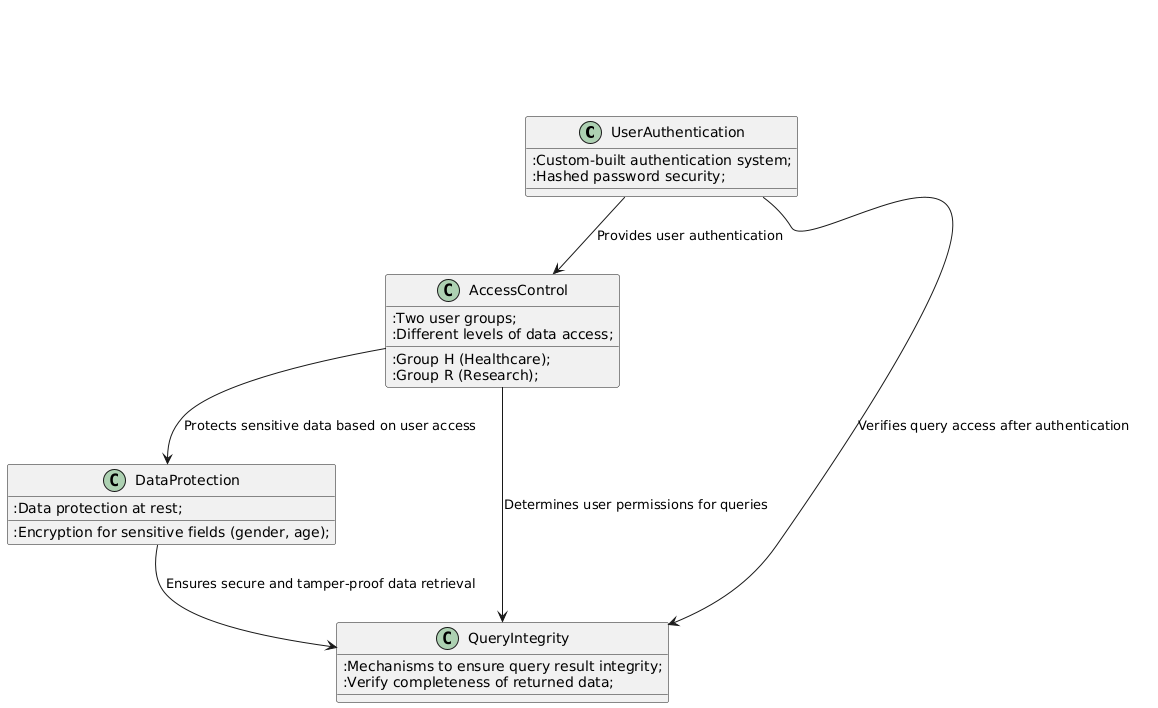 C UserAuthentication
:Custom-built authentication system;
:Hashed password security;
Provides user authentication
C AccessControl
:Two user groups;
:Different levels of data access;
:Group H (Healthcare);
:Group R (Research);
Protects sensitive data based on user access
Verifies query access after authentication
C DataProtection
:Data protection at rest;
:Encryption for sensitive fields (gender, age);
Determines user permissions for queries
Ensures secure and tamper-proof data retrieval
C QueryIntegrity
:Mechanisms to ensure query result integrity;
:Verify completeness of returned data;